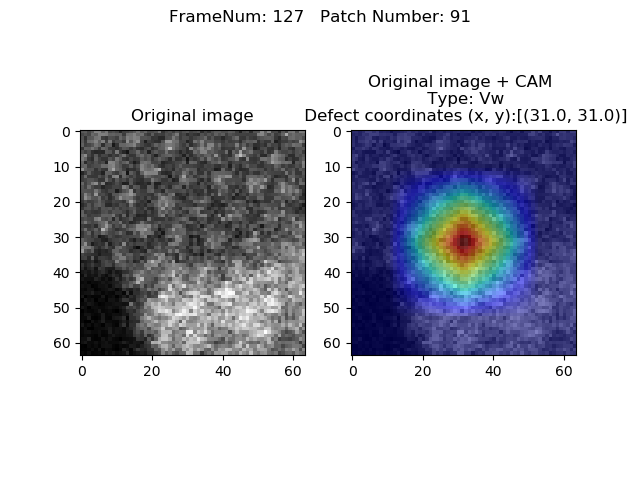 FrameNum: 127   Patch Number: 91
Original image
Original image + CAM
Type: Vw
Defect coordinates (x, y):[(31.0, 31.0)]
0
10
20
30
40
50
60
0 20 40 60
0
10
20
30
40
50
60
0 20 40 60